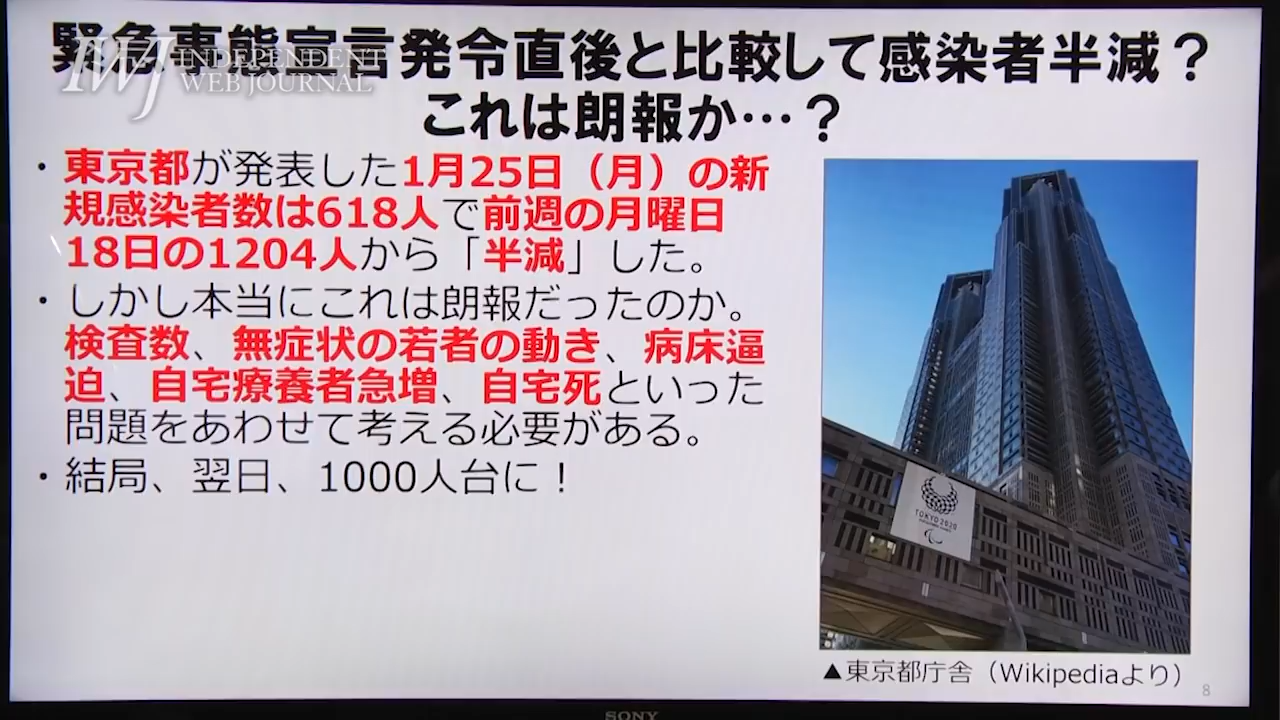 緊急事態宣言発令直後と比較して感染者半減？
IWJ INDEPENDENT
WEB JOURNAL
これは朗報か…？
・東京都が発表した1月25日（月）の新
規感染者数は618人で前週の月曜日
18日の1204人から「半減」した。
・しかし本当にこれは朗報だったのか。
検査数、無症状の若者の動き、病床逼
迫、自宅療養者急増、自宅死といった
問題をあわせて考える必要がある。
・結局、翌日、1000人台に！
TOKYO 2020
▲東京都庁舎（Wikipediaより）
8
SONY